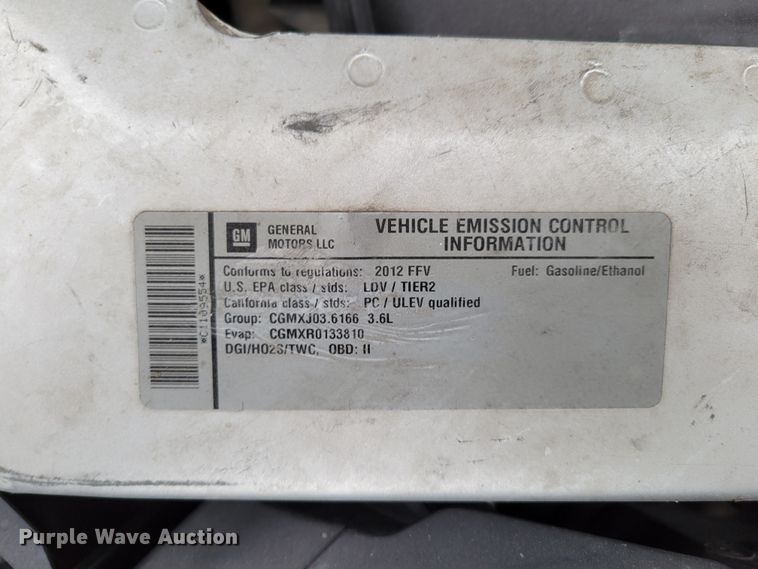 *C1109554*
GM
GENERAL
MOTORS LLC
VEHICLE EMISSION CONTROL
INFORMATION
Conforms to regulations: 2012 FFV Fuel: Gasoline/Ethanol
U.S. EPA class / stds: LDV / TIER2
California class / stds: PC / ULEV qualified
Group: CGMXJ03.6166 3.6L
Evap: CGMXR0133810
DGI/HO2S/TWC, OBD: II
Purple Wave Auction